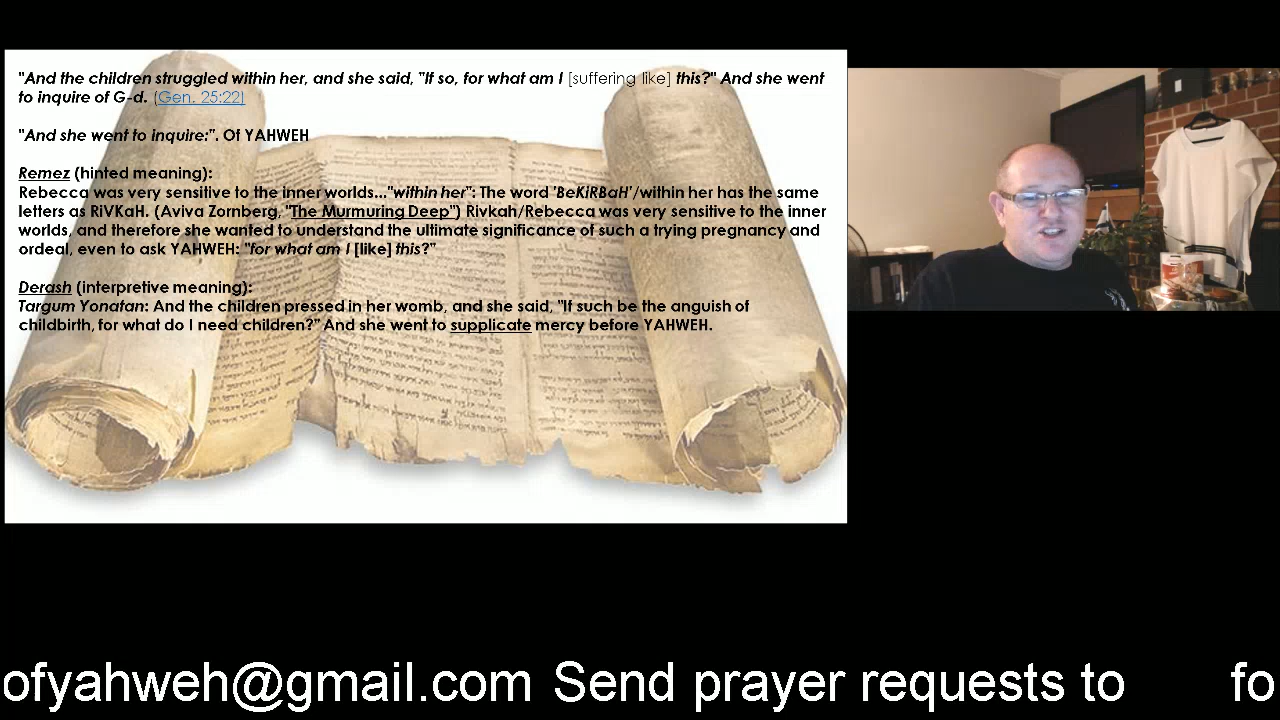 "And the children struggled within her, and she said, "If so, for what am I [suffering like] this?" And she went
to inquire of G-d. (Gen. 25:22)
"And she went to inquire:". Of YAHWEH
Remez (hinted meaning):
Rebecca was very sensitive to the inner worlds..."within her": The word 'BeKiRBaH'/within her has the same
letters as RiVKaH. (Aviva Zornberg, "The Murmuring Deep") Rivkah/Rebecca was very sensitive to the inner
worlds, and therefore she wanted to understand the ultimate significance of such a trying pregnancy and
ordeal, even to ask YAHWEH: "for what am I [like] this?"
Derash (interpretive meaning):
Targum Yonatan: And the children pressed in her womb, and she said, "If such be the anguish of
childbirth, for what do I need children?" And she went to supplicate mercy before YAHWEH.
ofyahweh@gmail.com Send prayer requests to fo